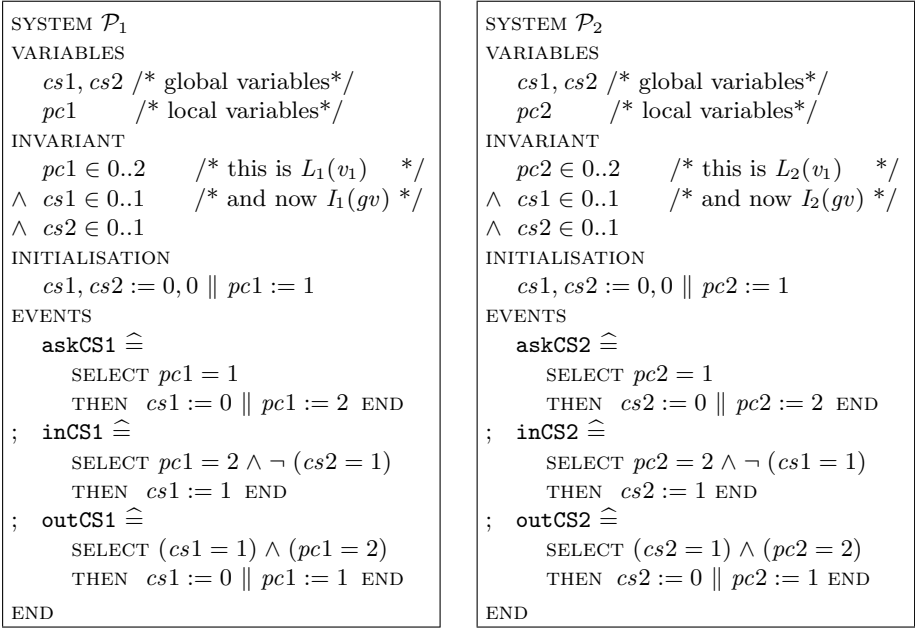 SYSTEM 𝒫₁
VARIABLES
cs1, cs2 /* global variables*/
pc1 /* local variables*/
INVARIANT
pc1 ∈ 0..2 /* this is L₁(v₁) */
∧ cs1 ∈ 0..1 /* and now I₁(gv) */
∧ cs2 ∈ 0..1
INITIALISATION
cs1, cs2 := 0, 0 ∥ pc1 := 1
EVENTS
askCS1 ≙
SELECT pc1 = 1
THEN cs1 := 0 ∥ pc1 := 2 END
; inCS1 ≙
SELECT pc1 = 2 ∧ ¬ (cs2 = 1)
THEN cs1 := 1 END
; outCS1 ≙
SELECT (cs1 = 1) ∧ (pc1 = 2)
THEN cs1 := 0 ∥ pc1 := 1 END
END
SYSTEM 𝒫₂
VARIABLES
cs1, cs2 /* global variables*/
pc2 /* local variables*/
INVARIANT
pc2 ∈ 0..2 /* this is L₂(v₁) */
∧ cs1 ∈ 0..1 /* and now I₂(gv) */
∧ cs2 ∈ 0..1
INITIALISATION
cs1, cs2 := 0, 0 ∥ pc2 := 1
EVENTS
askCS2 ≙
SELECT pc2 = 1
THEN cs2 := 0 ∥ pc2 := 2 END
; inCS2 ≙
SELECT pc2 = 2 ∧ ¬ (cs1 = 1)
THEN cs2 := 1 END
; outCS2 ≙
SELECT (cs2 = 1) ∧ (pc2 = 2)
THEN cs2 := 0 ∥ pc2 := 1 END
END